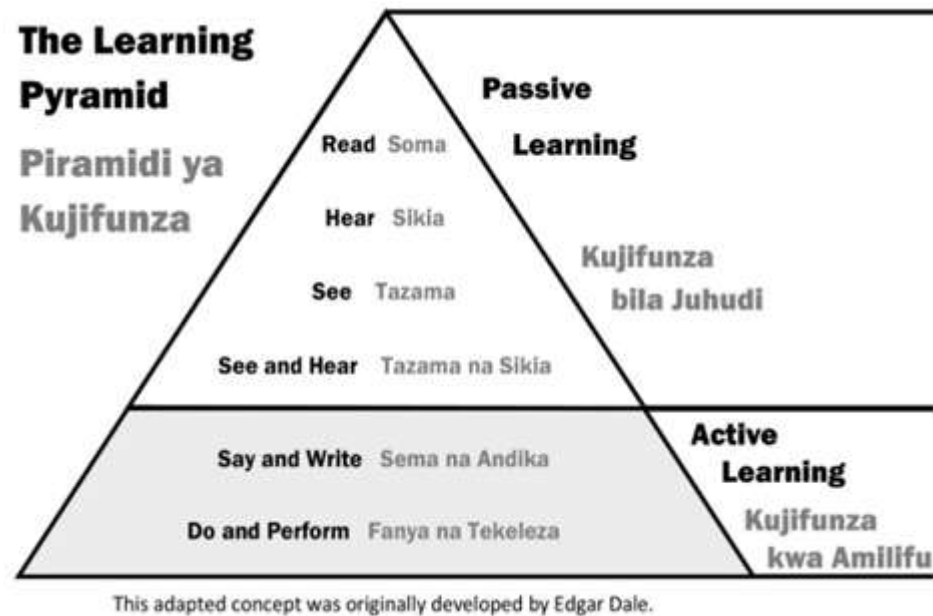 The Learning
Pyramid
Piramidi ya
Kujifunza
Passive
Learning
Kujifunza
bila Juhudi
Read Soma
Hear Sikia
See Tazama
See and Hear Tazama na Sikia
Say and Write Sema na Andika
Do and Perform Fanya na Tekeleza
Active
Learning
Kujifunza
kwa Amilifu
This adapted concept was originally developed by Edgar Dale.